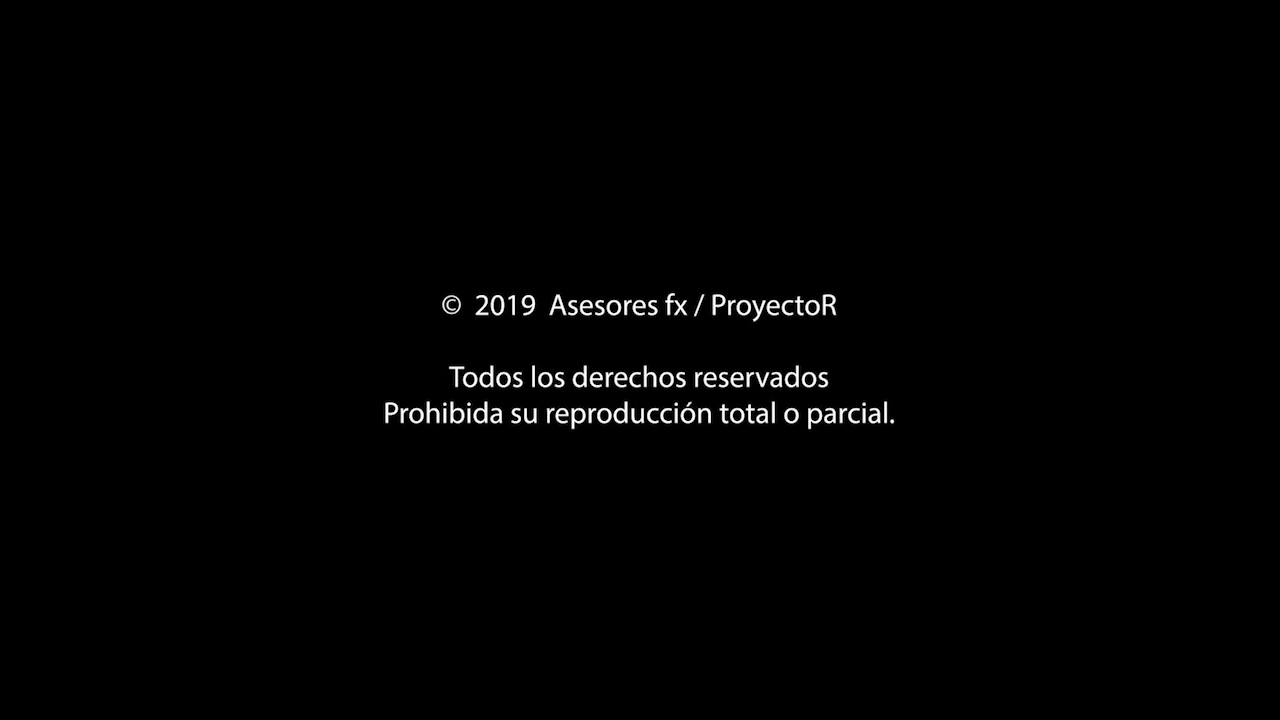 © 2019 Asesores fx / ProyectoR
Todos los derechos reservados
Prohibida su reproducción total o parcial.